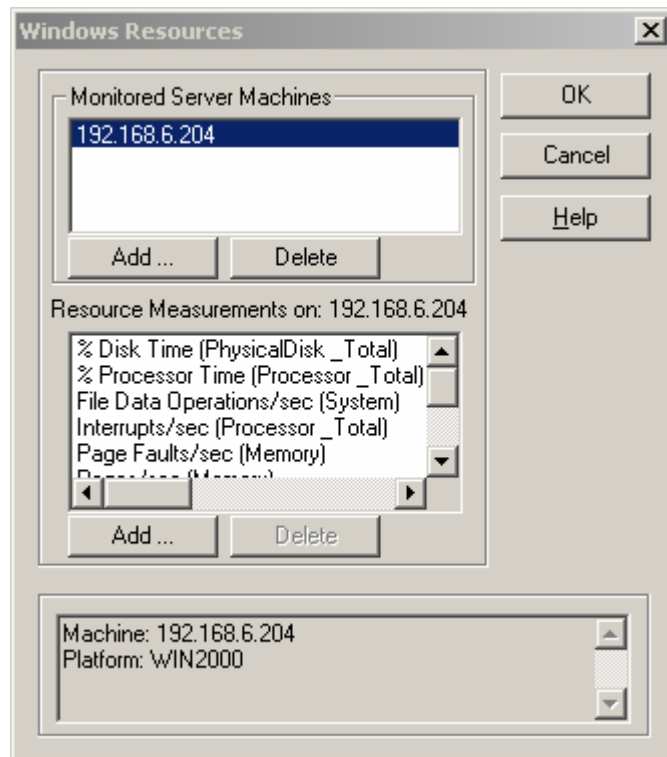 Windows Resources
Monitored Server Machines
192.168.6.204
Add ...
Delete
OK
Cancel
Help
Resource Measurements on: 192.168.6.204
% Disk Time (PhysicalDisk _Total)
% Processor Time (Processor _Total)
File Data Operations/sec (System)
Interrupts/sec (Processor _Total)
Page Faults/sec (Memory)
Add ...
Delete
Machine: 192.168.6.204
Platform: WIN2000